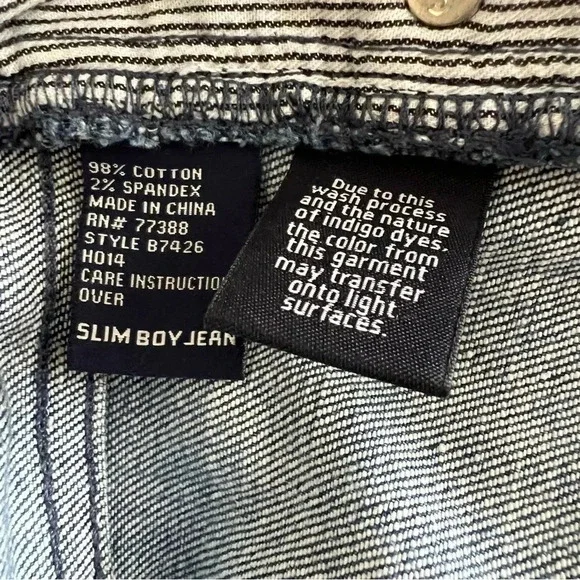 98% COTTON
2% SPANDEX
MADE IN CHINA
RN# 77388
STYLE B7426
H014
CARE INSTRUCTIO
OVER
SLIM BOY JEAN
Due to this
wash process
and the nature
of indigo dyes.
the color from
this garment
may transfer
onto light
surfaces.